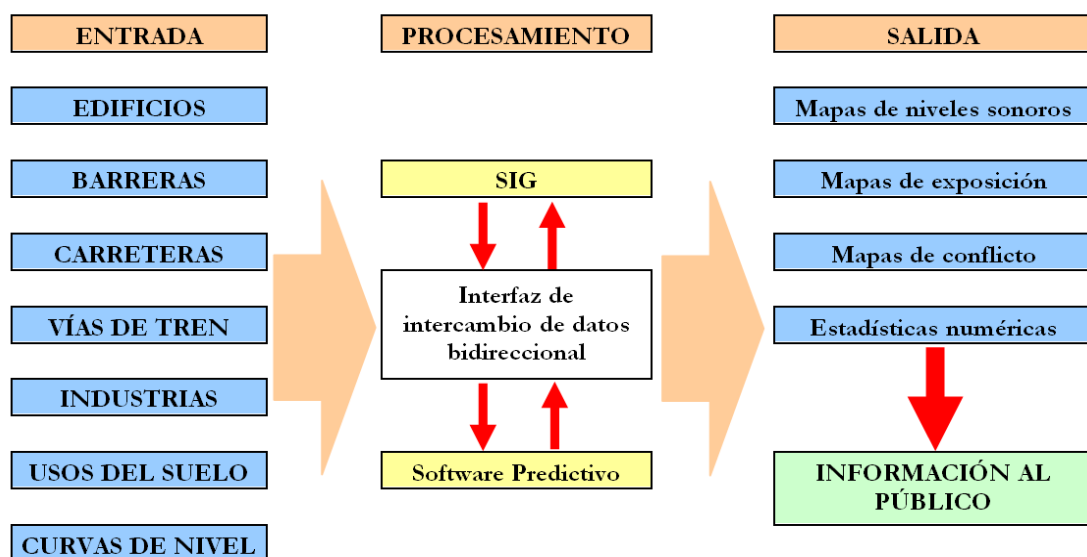 ENTRADA
EDIFICIOS
BARRERAS
CARRETERAS
VÍAS DE TREN
INDUSTRIAS
USOS DEL SUELO
CURVAS DE NIVEL
PROCESAMIENTO
SIG
Interfaz de
intercambio de datos
bidireccional
Software Predictivo
SALIDA
Mapas de niveles sonoros
Mapas de exposición
Mapas de conflicto
Estadísticas numéricas
INFORMACIÓN AL
PÚBLICO